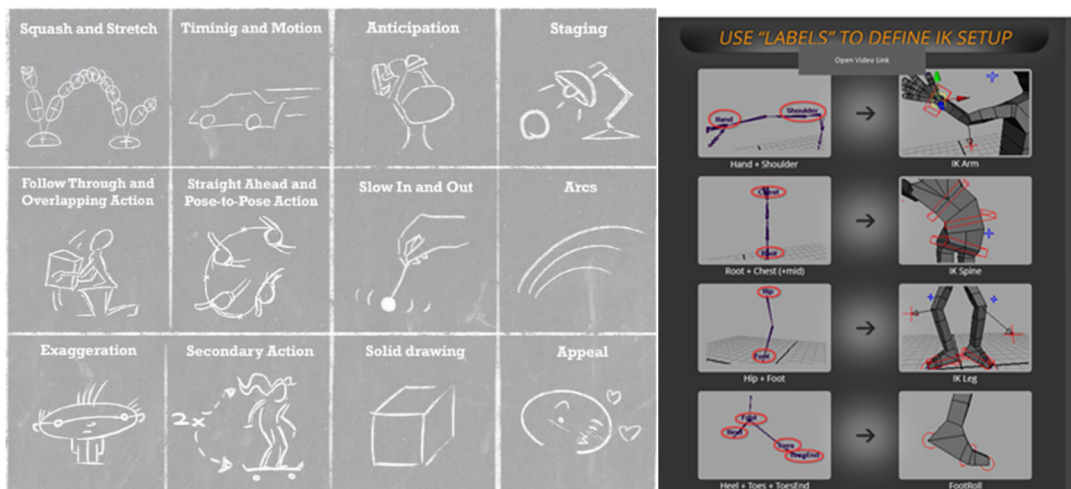 Squash and Stretch
Timinig and Motion
Anticipation
Staging
Follow Through and
Overlapping Action
Straight Ahead and
Pose-to-Pose Action
Slow In and Out
Arcs
Exaggeration
Secondary Action
2x
Solid drawing
Appeal
USE "LABELS" TO DEFINE IK SETUP
Open Video Link
Hand
Shoulder
Hand + Shoulder
IK Arm
Chest
Root
Root + Chest (+mid)
IK Spine
Hip
Foot
Hip + Foot
IK Leg
Foot
Heel
Toes
ToesEnd
Heel + Toes + ToesEnd
FootRoll